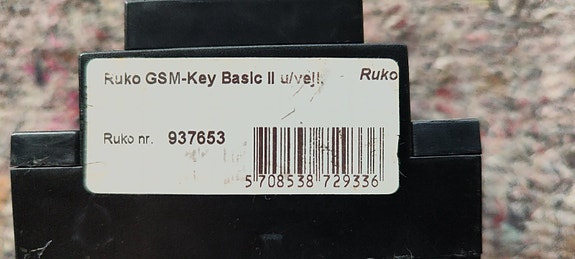 Ruko GSM-Key Basic II u/vejl. Ruko
Ruko nr. 937653
5 708538 729336